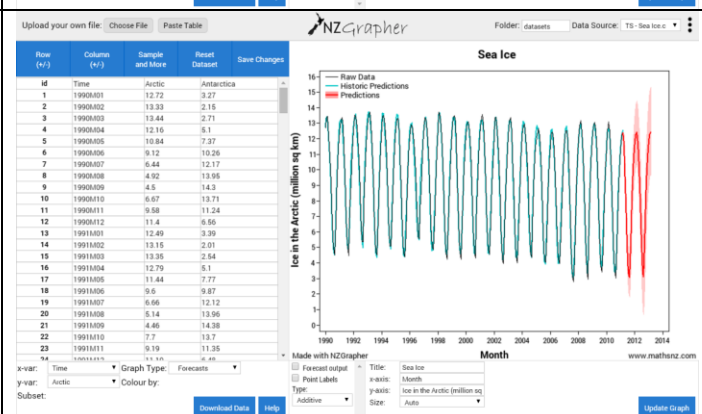 Upload your own file: Choose File Paste Table
NZGrapher
Folder: datasets Data Source: TS - Sea Ice.c
Row (+/-) Column (+/-) Sample and More Reset Dataset Save Changes
id Time Arctic Antarctica
1 1990M01 12.72 3.27
2 1990M02 13.33 2.15
3 1990M03 13.44 2.71
4 1990M04 12.16 5.1
5 1990M05 10.84 7.37
6 1990M06 9.12 10.26
7 1990M07 6.44 12.17
8 1990M08 4.92 13.95
9 1990M09 4.5 14.3
10 1990M10 6.67 13.71
11 1990M11 9.58 11.24
12 1990M12 11.4 6.56
13 1991M01 12.49 3.39
14 1991M02 13.15 2.01
15 1991M03 13.35 2.54
16 1991M04 12.79 5.1
17 1991M05 11.44 7.77
18 1991M06 9.6 9.87
19 1991M07 6.66 12.12
20 1991M08 5.14 13.96
21 1991M09 4.46 14.38
22 1991M10 7.7 13.7
23 1991M11 9.19 11.35
x-var: Time Graph Type: Forecasts
y-var: Arctic Colour by:
Subset:
Download Data Help
Sea Ice
Raw Data
Historic Predictions
Predictions
Ice in the Arctic (million sq km)
16
15
14
13
12
11
10
9
8
7
6
5
4
3
2
1
0
1990 1992 1994 1996 1998 2000 2002 2004 2006 2008 2010 2012 2014
Made with NZGrapher Month www.mathsnz.com
Forecast output
Point Labels
Type:
Additive
Title: Sea Ice
x-axis: Month
y-axis: Ice in the Arctic (million sq
Size: Auto
Update Graph